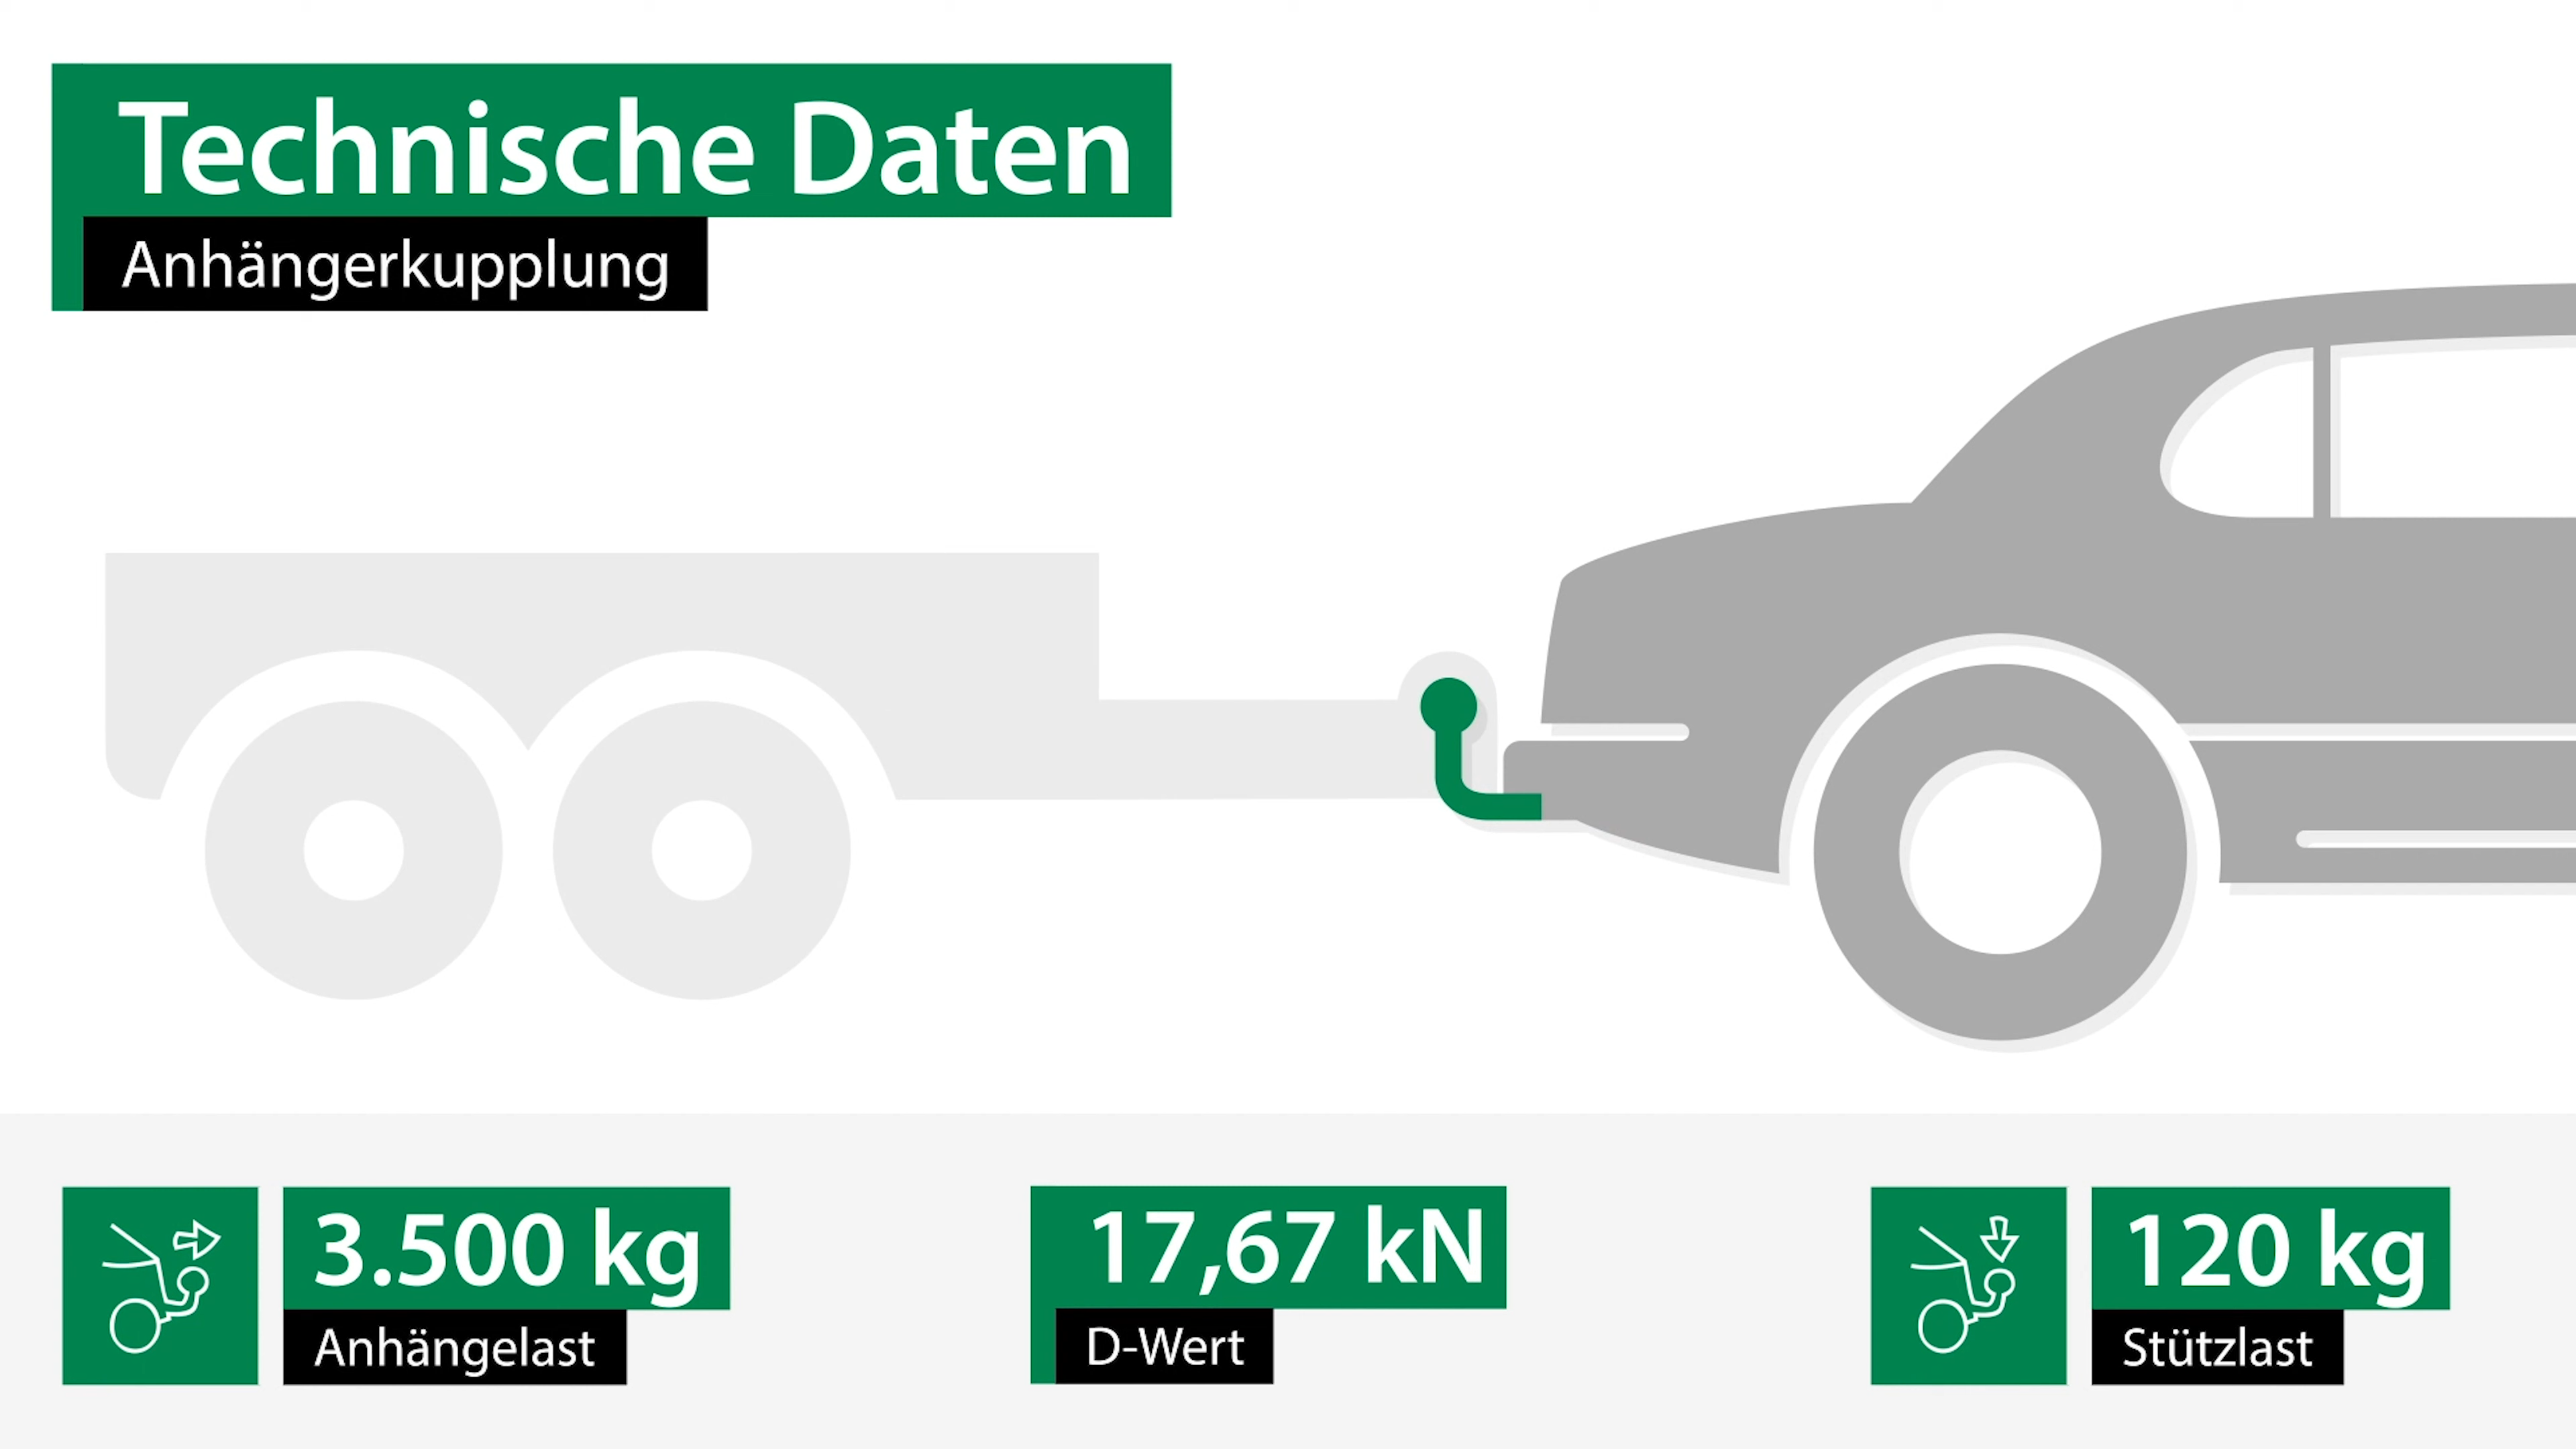 Technische Daten
Anhängerkupplung
3.500 kg
Anhängelast
17,67 kN
D-Wert
120 kg
Stützlast